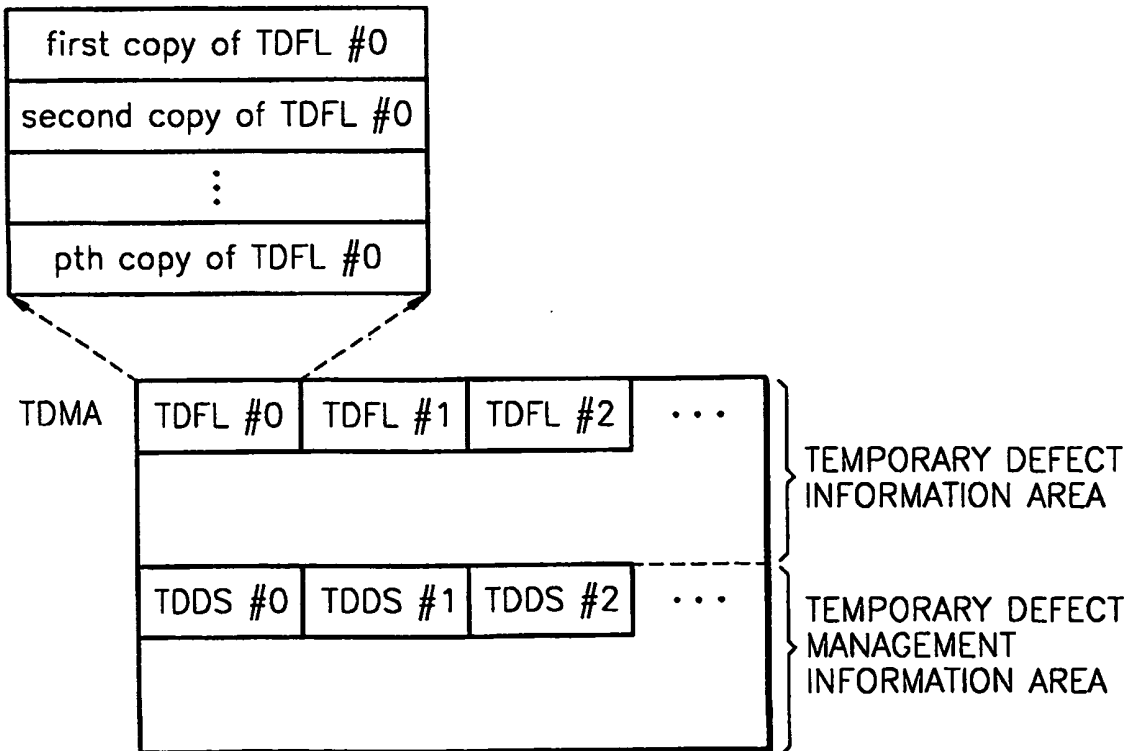 first copy of TDFL #0
second copy of TDFL #0
⋮
pth copy of TDFL #0
TDMA
TDFL #0
TDFL #1
TDFL #2
...
TEMPORARY DEFECT
INFORMATION AREA
TDDS #0
TDDS #1
TDDS #2
...
TEMPORARY DEFECT
MANAGEMENT
INFORMATION AREA